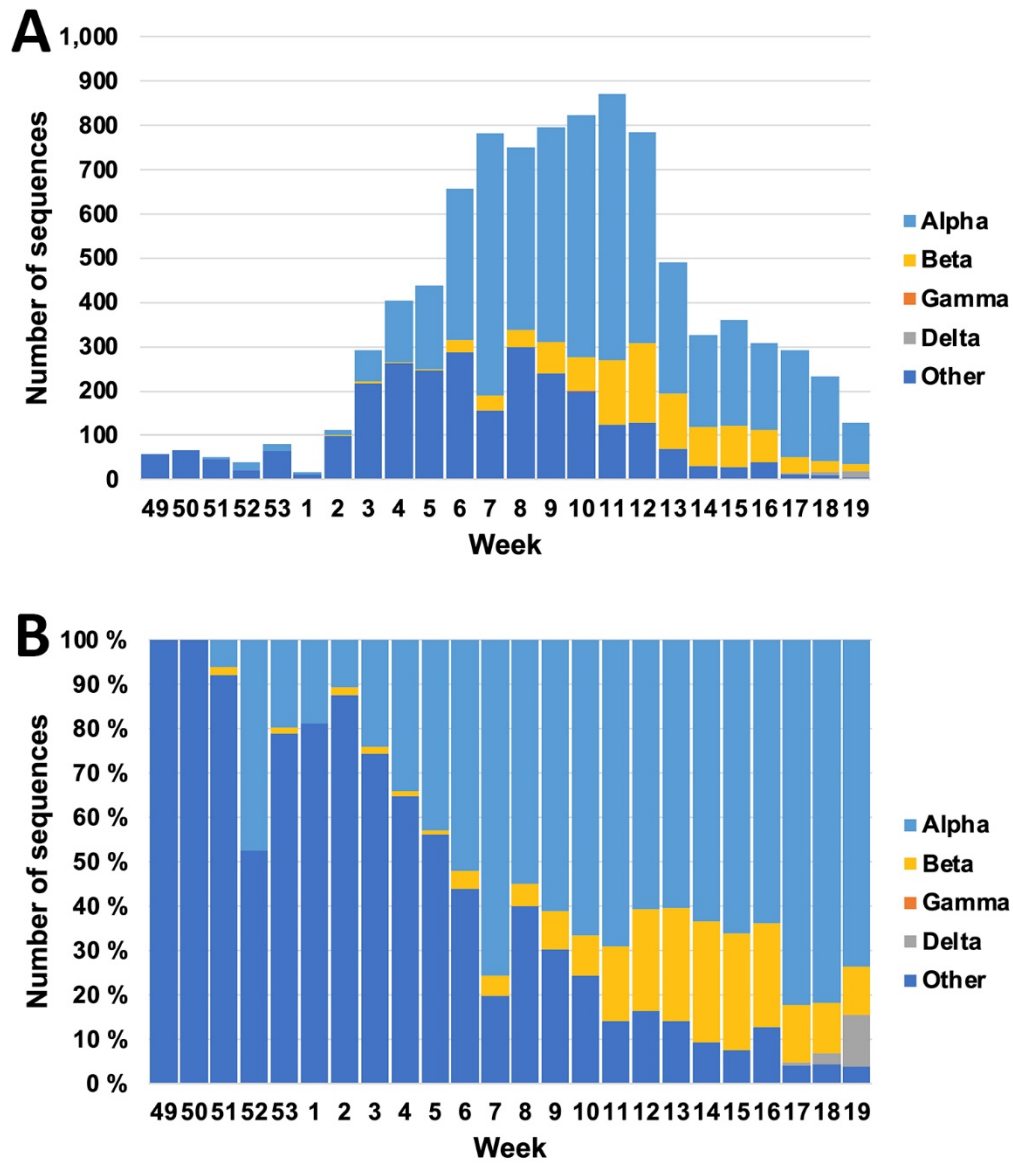 A
1,000
900
800
700
600
500
400
300
200
100
0
Number of sequences
49 50 51 52 53 1 2 3 4 5 6 7 8 9 10 11 12 13 14 15 16 17 18 19
Week
Alpha
Beta
Gamma
Delta
Other
B
100 %
90 %
80 %
70 %
60 %
50 %
40 %
30 %
20 %
10 %
0 %
Number of sequences
49 50 51 52 53 1 2 3 4 5 6 7 8 9 10 11 12 13 14 15 16 17 18 19
Week
Alpha
Beta
Gamma
Delta
Other